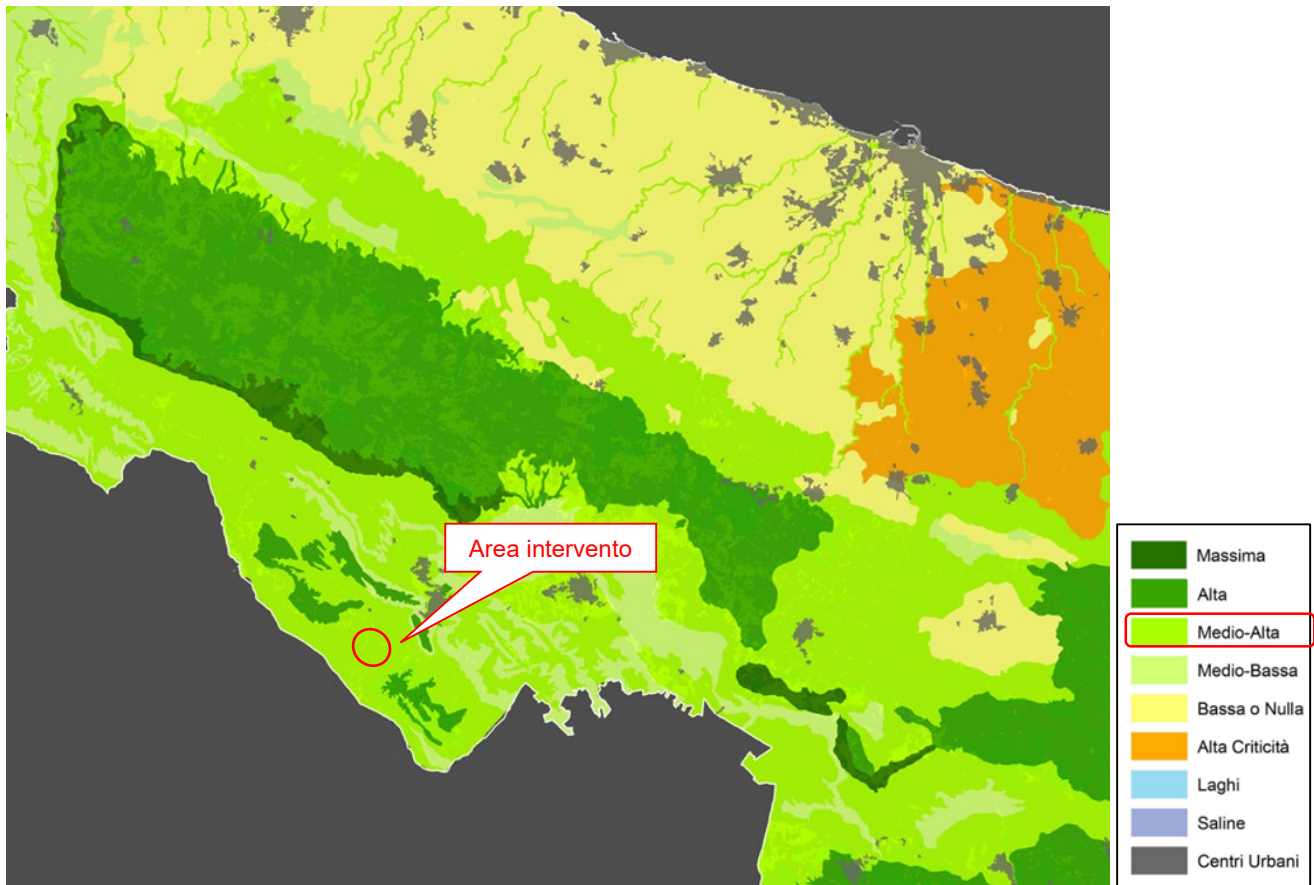 Area intervento
Massima
Alta
Medio-Alta
Medio-Bassa
Bassa o Nulla
Alta Criticità
Laghi
Saline
Centri Urbani